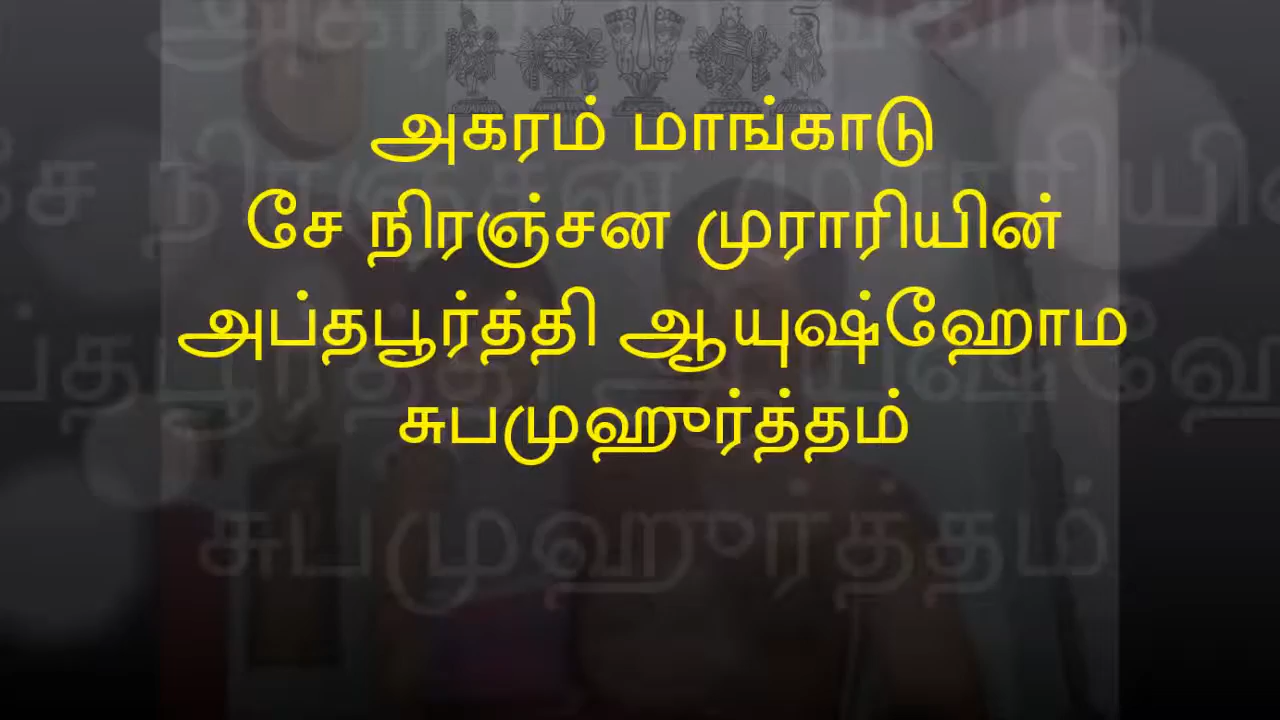 அகரம் மாங்காடு
சே நிரஞ்சன முராரியின்
அப்தபூர்த்தி ஆயுஷ்ஹோம
சுபமுஹுர்த்தம்